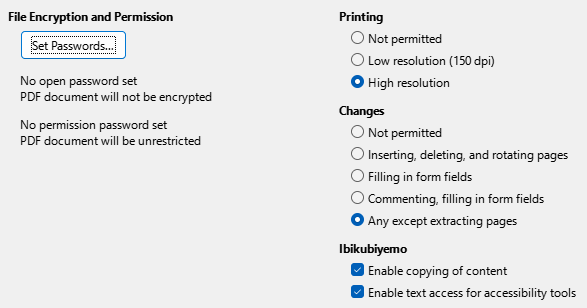 File Encryption and Permission
Set Passwords...
No open password set
PDF document will not be encrypted
No permission password set
PDF document will be unrestricted
Printing
Not permitted
Low resolution (150 dpi)
High resolution
Changes
Not permitted
Inserting, deleting, and rotating pages
Filling in form fields
Commenting, filling in form fields
Any except extracting pages
Ibikubiyemo
Enable copying of content
Enable text access for accessibility tools